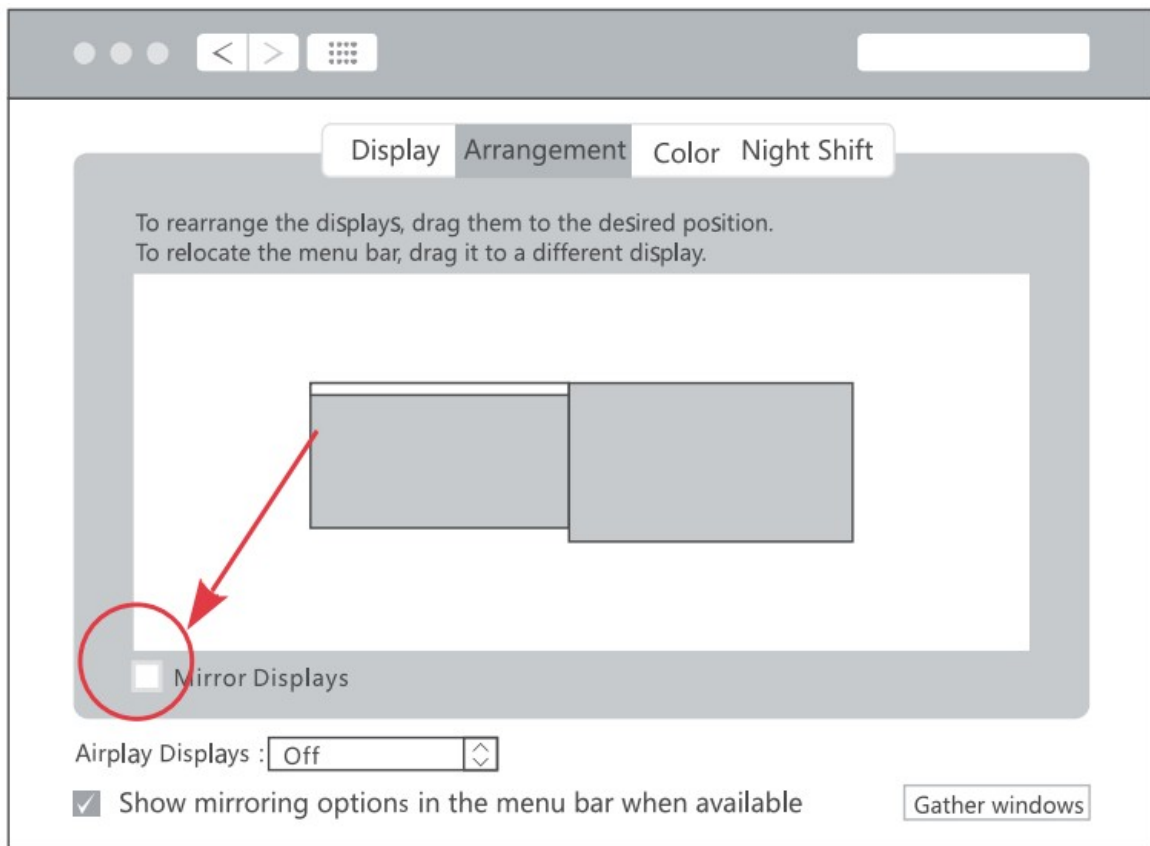 Display Arrangement Color Night Shift
To rearrange the displays, drag them to the desired position.
To relocate the menu bar, drag it to a different display.
Mirror Displays
Airplay Displays : Off
Show mirroring options in the menu bar when available
Gather windows